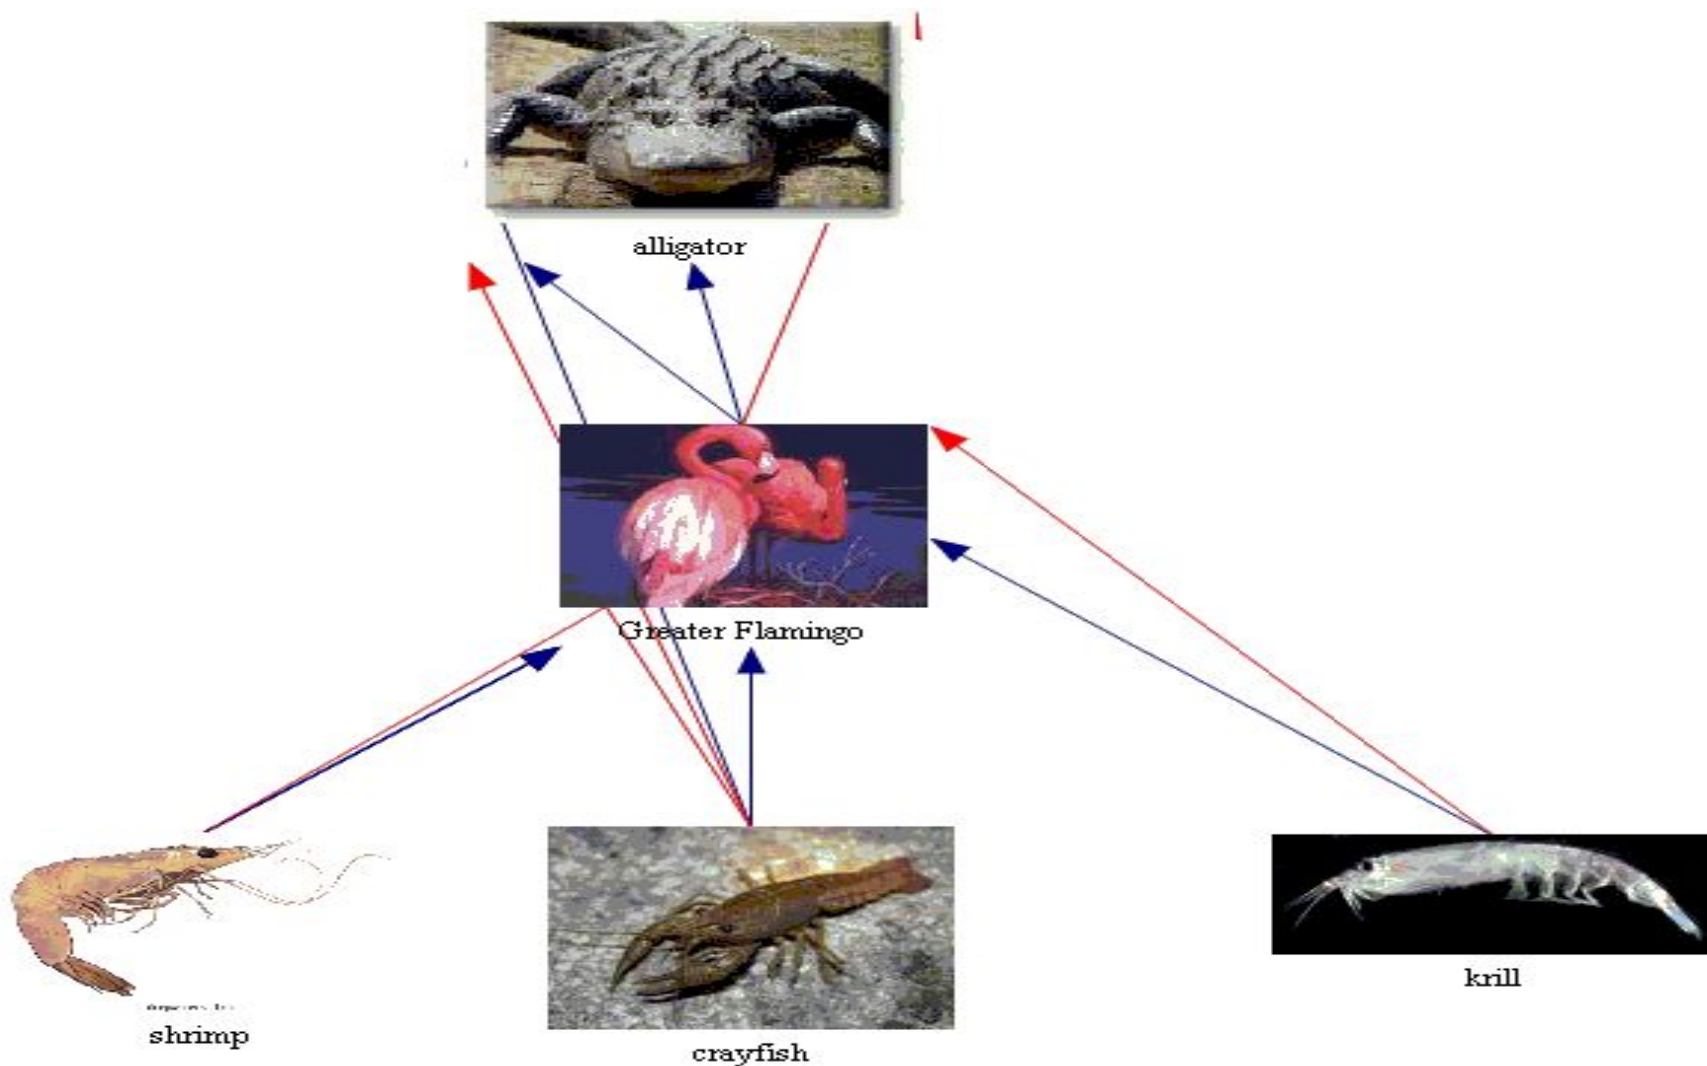 alligator
Greater Flamingo
shrimp
crayfish
krill